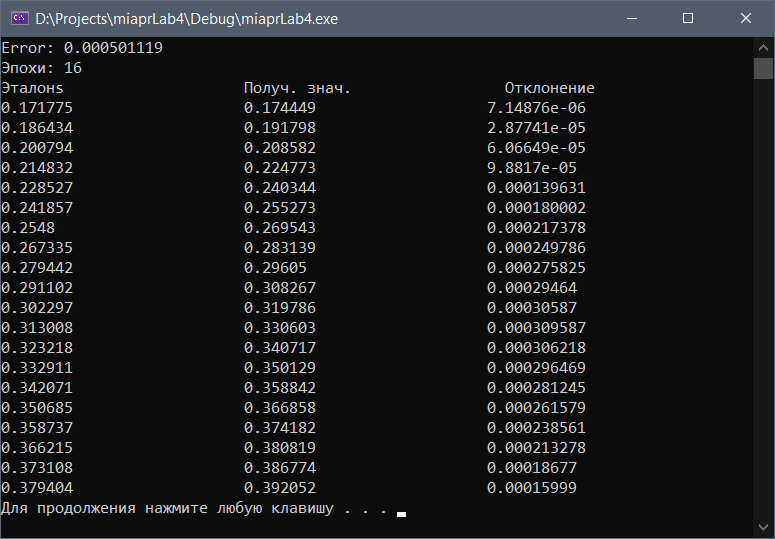 D:\Projects\miaprLab4\Debug\miaprLab4.exe
Error: 0.000501119
Эпохи: 16
Эталонs Получ. знач. Отклонение
0.171775 0.174449 7.14876e-06
0.186434 0.191798 2.87741e-05
0.200794 0.208582 6.06649e-05
0.214832 0.224773 9.8817e-05
0.228527 0.240344 0.000139631
0.241857 0.255273 0.000180002
0.2548 0.269543 0.000217378
0.267335 0.283139 0.000249786
0.279442 0.29605 0.000275825
0.291102 0.308267 0.00029464
0.302297 0.319786 0.00030587
0.313008 0.330603 0.000309587
0.323218 0.340717 0.000306218
0.332911 0.350129 0.000296469
0.342071 0.358842 0.000281245
0.350685 0.366858 0.000261579
0.358737 0.374182 0.000238561
0.366215 0.380819 0.000213278
0.373108 0.386774 0.00018677
0.379404 0.392052 0.00015999
Для продолжения нажмите любую клавишу . . .